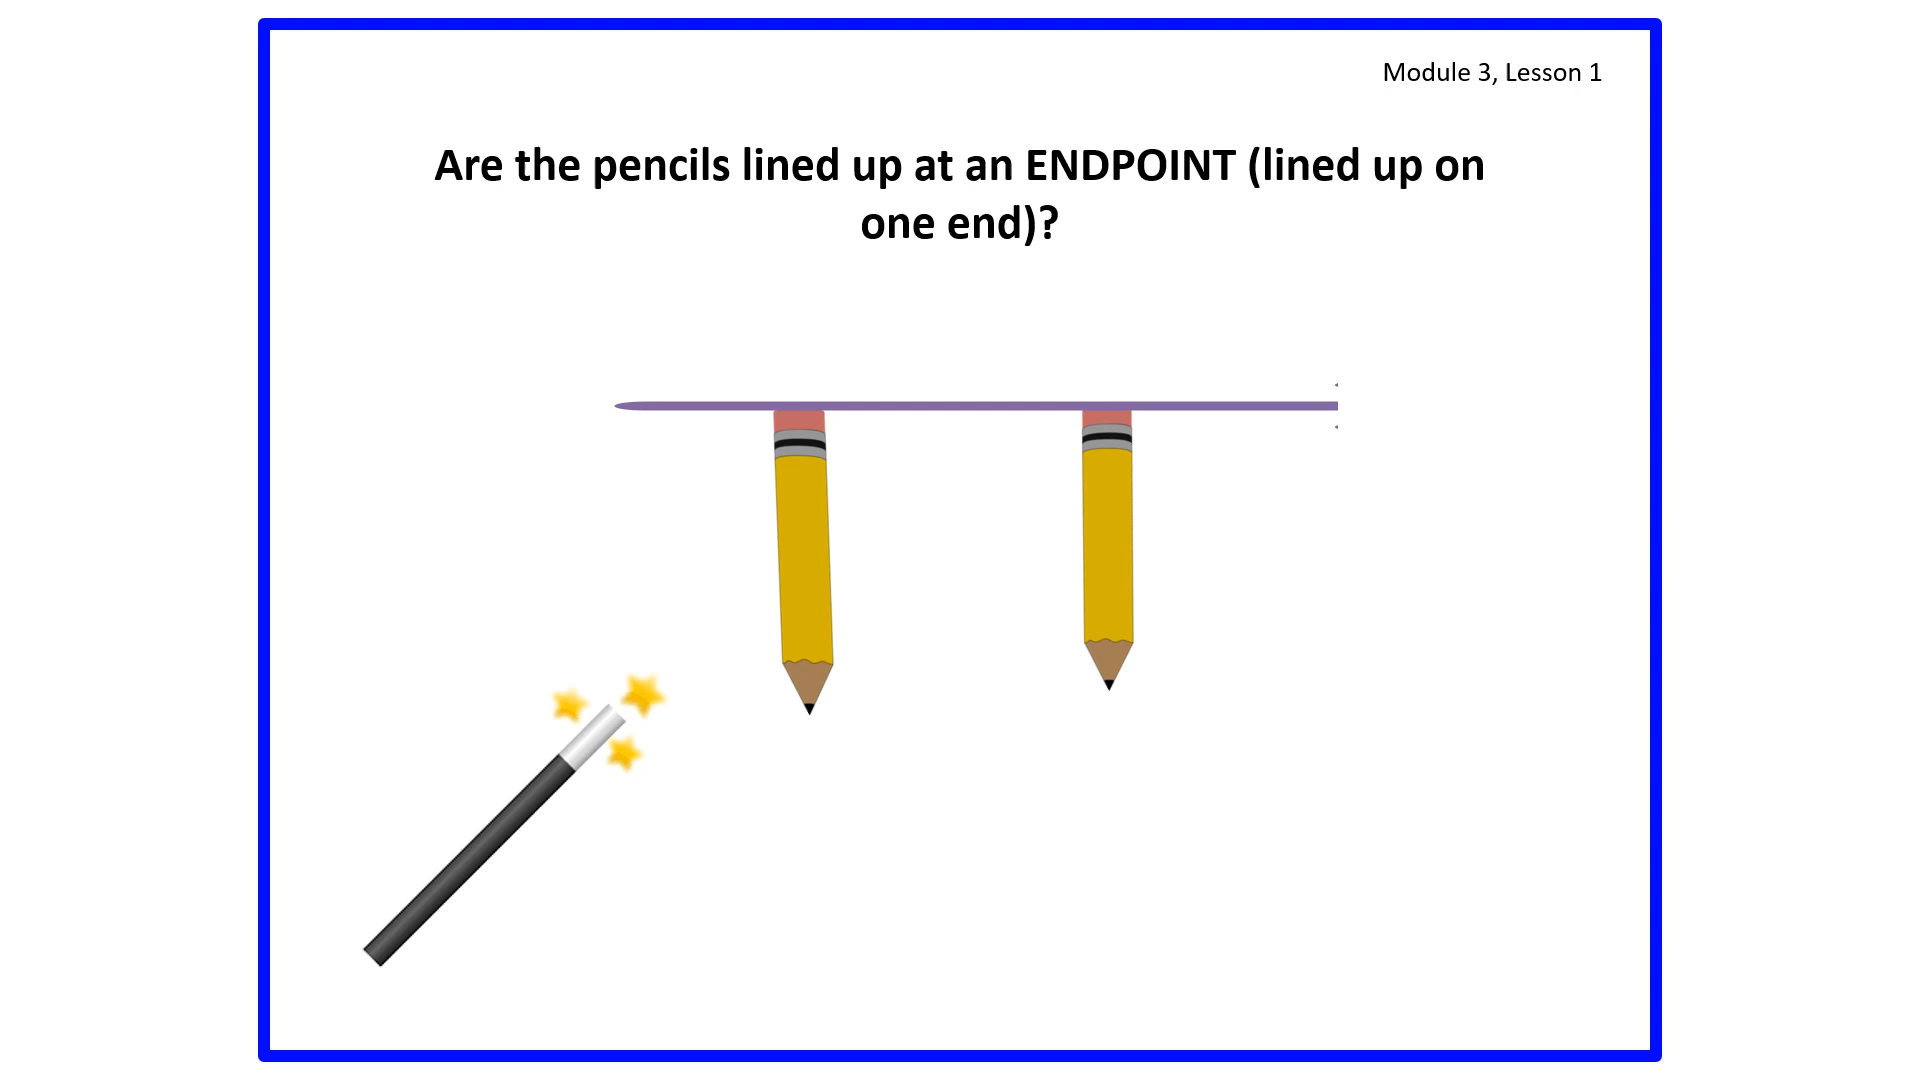 Module 3, Lesson 1
Are the pencils lined up at an ENDPOINT (lined up on
one end)?